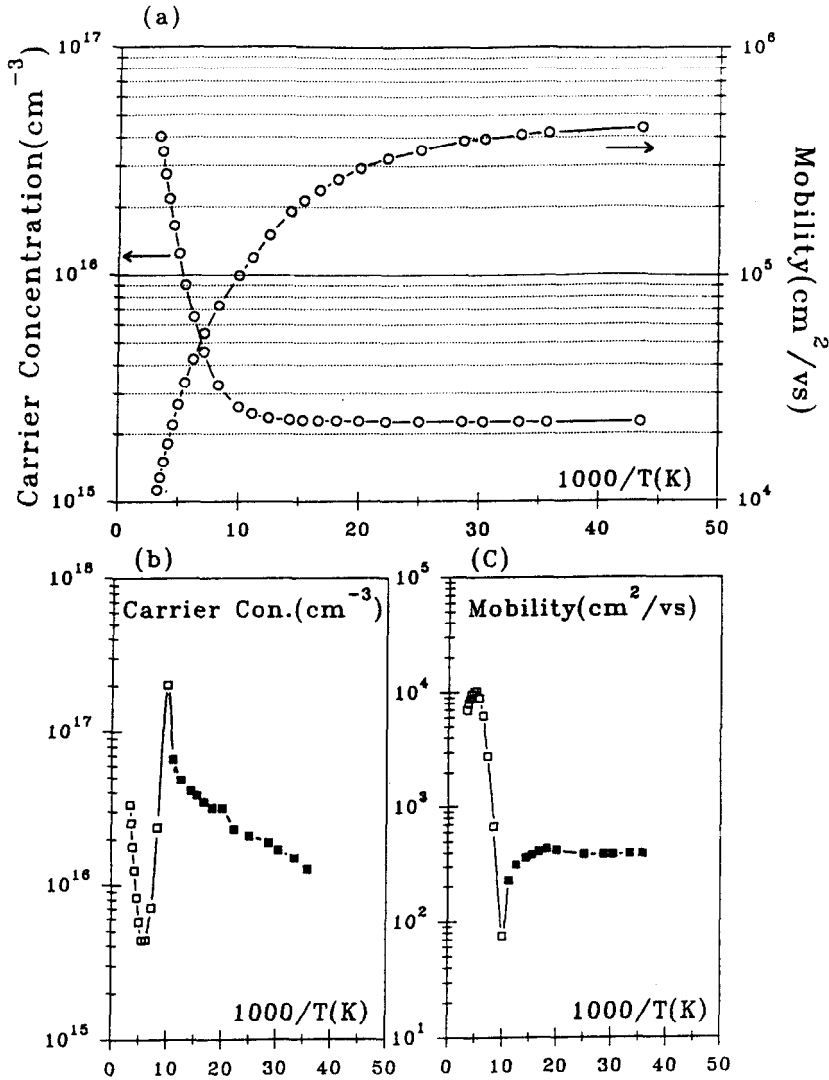 (a)
10^17
10^16
10^15
Carrier Concentration(cm^-3)
10^6
10^5
10^4
Mobility(cm^2/vs)
1000/T(K)
0 10 20 30 40 50
(b)
10^18
10^17
10^16
10^15
Carrier Con.(cm^-3)
1000/T(K)
0 10 20 30 40 50
(C)
10^5
10^4
10^3
10^2
10^1
Mobility(cm^2/vs)
1000/T(K)
0 10 20 30 40 50